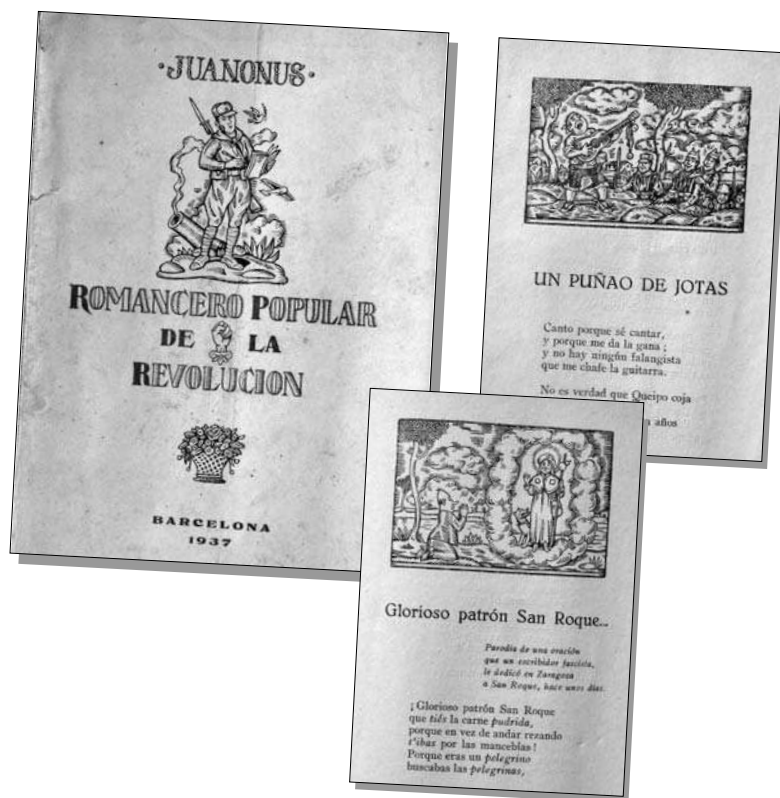 ·JUANONUS·
ROMANCERO POPULAR
DE LA
REVOLUCION
BARCELONA
1937
UN PUÑAO DE JOTAS
Canto porque sé cantar,
y porque me da la gana;
y no hay ningún falangista
que me chafe la guitarra.
No es verdad que Queipo coja
años
Glorioso patrón San Roque...
Parodia de una oración
que un escribidor fascista,
le dedicó en Zaragoza
a San Roque, hace unos días.
¡Glorioso patrón San Roque
que tiés la carne pudrida,
porque en vez de andar rezando
t'ibas por las manceblas!
Porque eras un pelegrino
buscabas las pelegrinas,